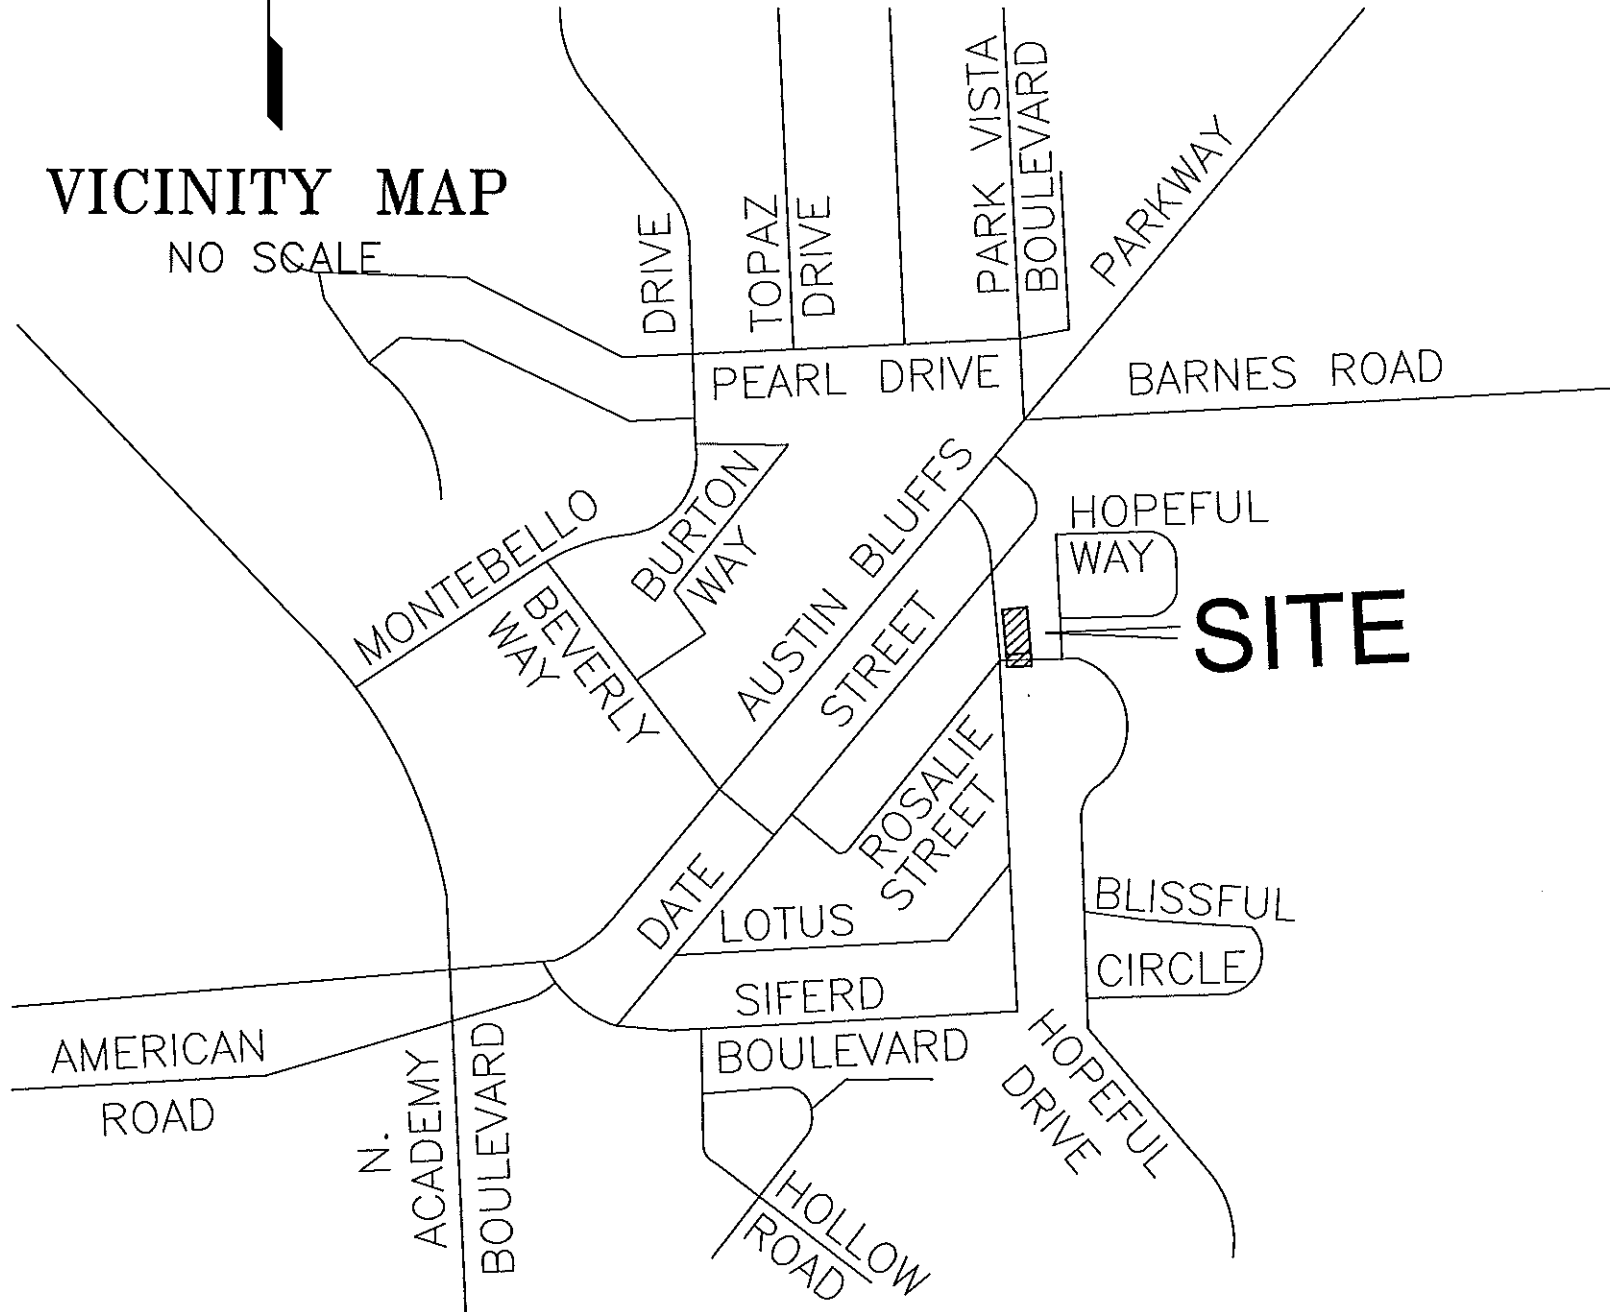 VICINITY MAP
NO SCALE
DRIVE
TOPAZ
DRIVE
PARK VISTA
BOULEVARD
PARKWAY
PEARL DRIVE
BARNES ROAD
MONTEBELLO
BURTON
WAY
BEVERLY
WAY
AUSTIN BLUFFS
HOPEFUL
WAY
SITE
STREET
ROSALIE
STREET
DATE
LOTUS
BLISSFUL
CIRCLE
SIFERD
BOULEVARD
AMERICAN
ROAD
N.
ACADEMY
BOULEVARD
HOPEFUL
DRIVE
HOLLOW
ROAD